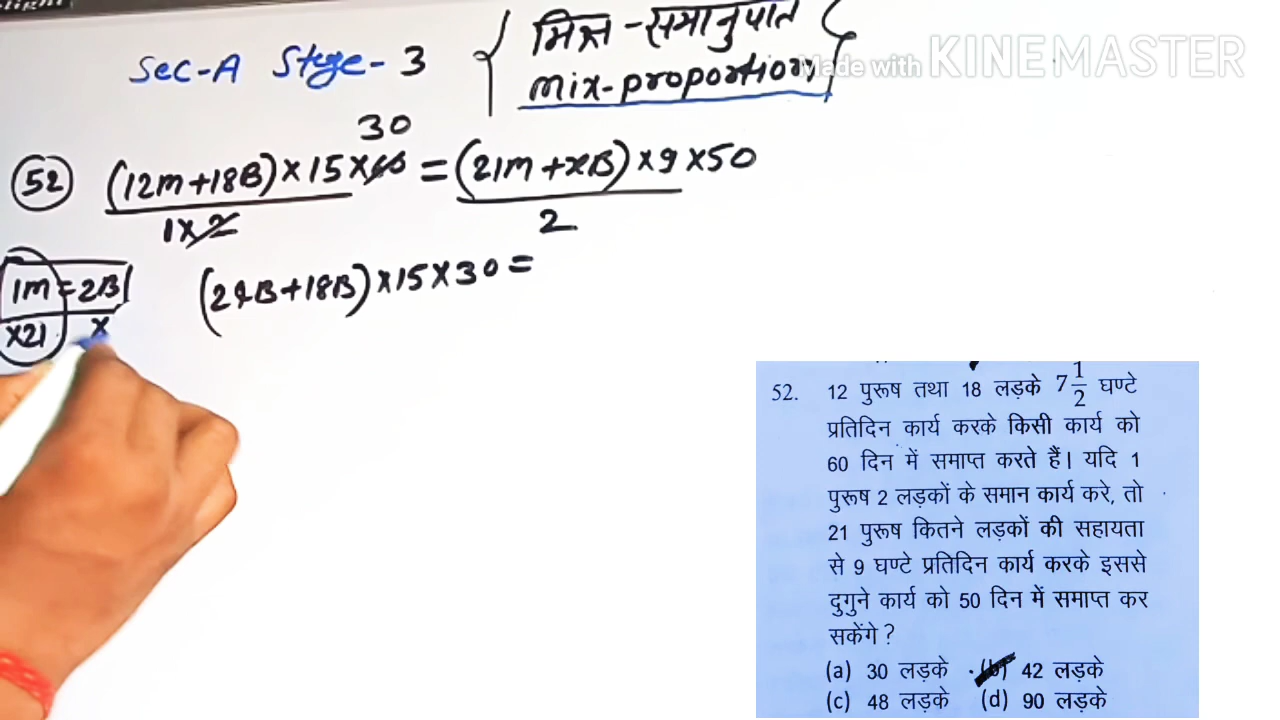 Sec-A Stage-3
मिश्र-समानुपात
mix-proportion
Made with KINEMASTER
30
52 (12M+18B)×15×60 = (21M+xB)×9×50
1×2 2
1M=2B (24B+18B)×15×30=
×21 ×
52. 12 पुरूष तथा 18 लड़के 7 1/2 घण्टे
प्रतिदिन कार्य करके किसी कार्य को
60 दिन में समाप्त करते हैं। यदि 1
पुरूष 2 लड़कों के समान कार्य करे, तो
21 पुरूष कितने लड़कों की सहायता
से 9 घण्टे प्रतिदिन कार्य करके इससे
दुगुने कार्य को 50 दिन में समाप्त कर
सकेंगे ?
(a) 30 लड़के (b) 42 लड़के
(c) 48 लड़के (d) 90 लड़के